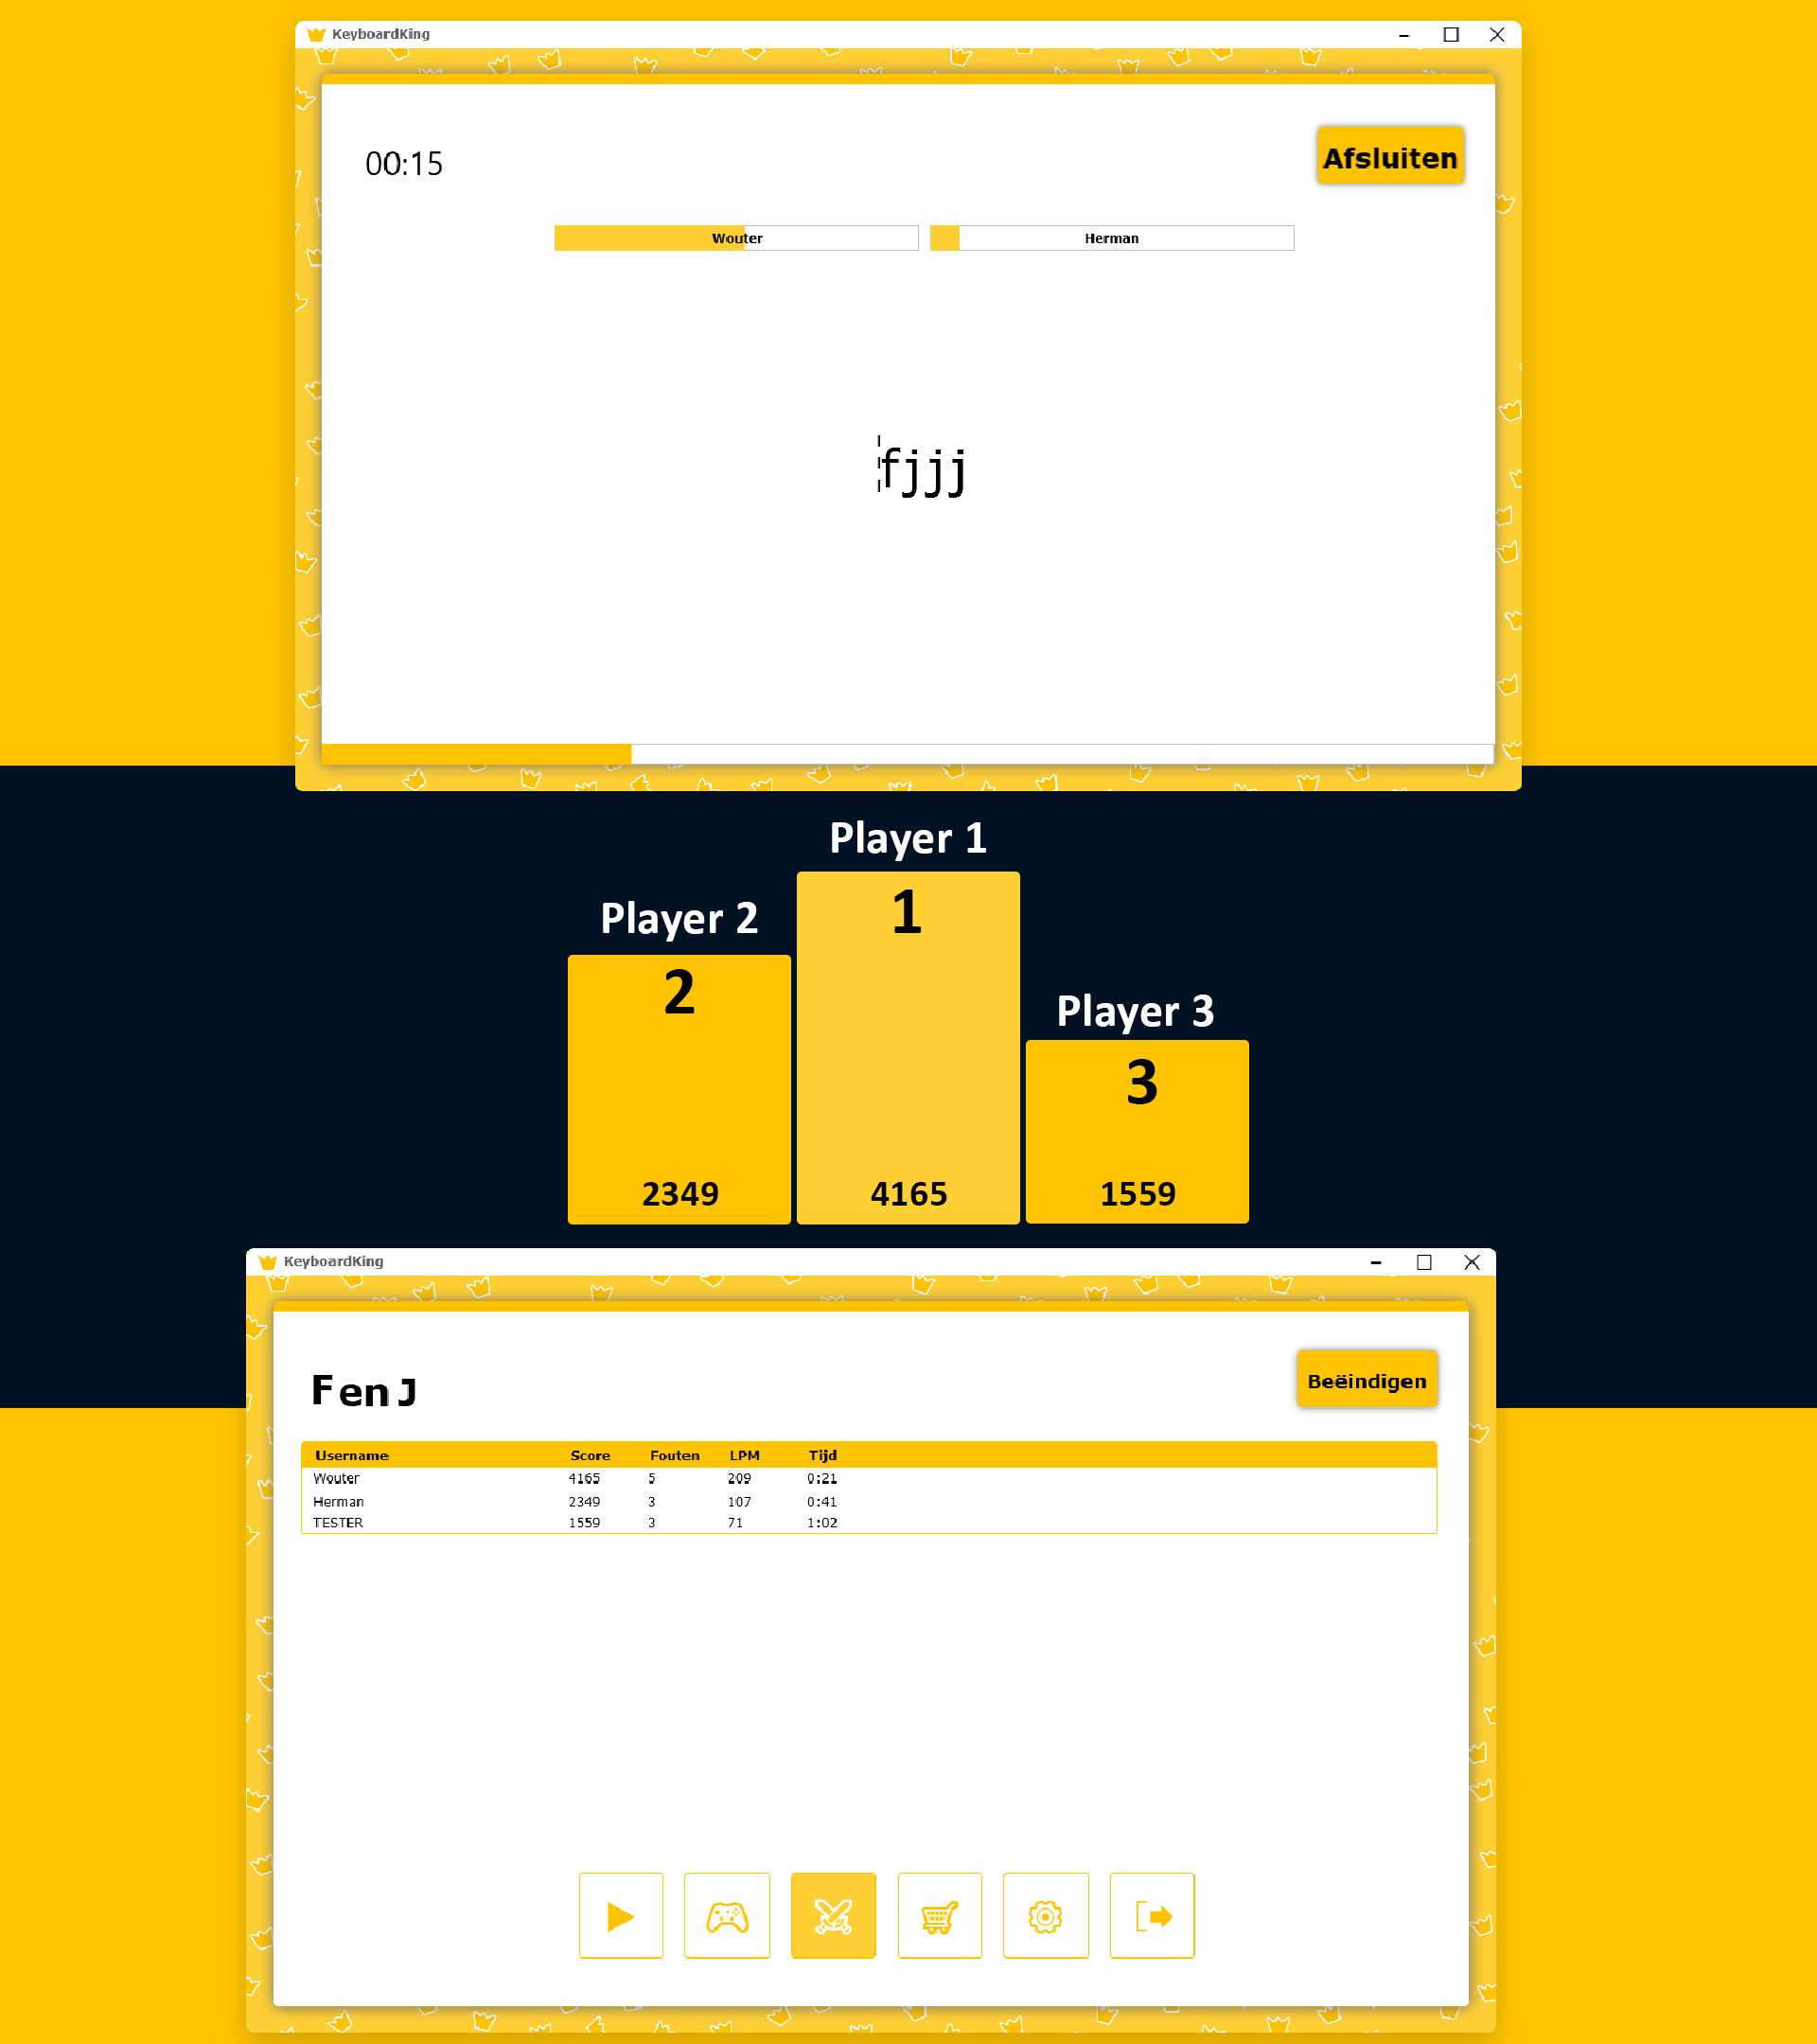 KeyboardKing
00:15
Afsluiten
Wouter Herman
fjjj
Player 1
1
Player 2
2
Player 3
3
2349 4165 1559
KeyboardKing
F en J
Beëindigen
Username Score Fouten LPM Tijd
Wouter 4165 5 209 0:21
Herman 2349 3 107 0:41
TESTER 1559 3 71 1:02